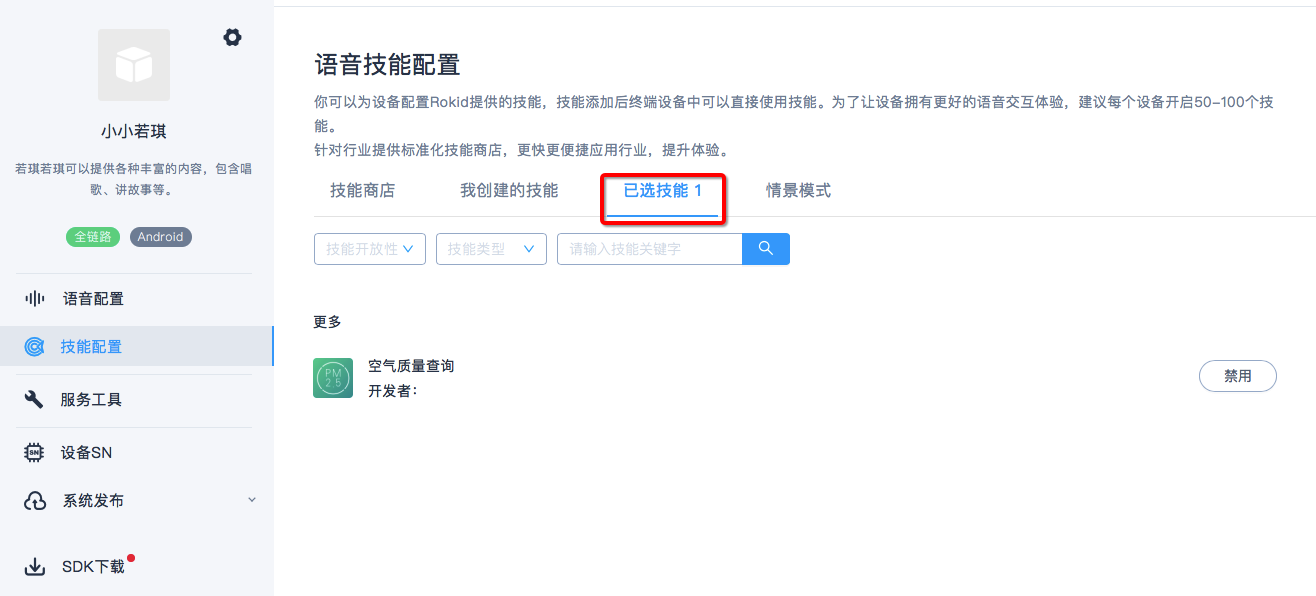 小小若琪
若琪若琪可以提供各种丰富的内容，包含唱
歌、讲故事等。
全链路 Android
语音配置
技能配置
服务工具
SN 设备SN
系统发布
SDK下载
语音技能配置
你可以为设备配置Rokid提供的技能，技能添加后终端设备中可以直接使用技能。为了让设备拥有更好的语音交互体验，建议每个设备开启50-100个技
能。
针对行业提供标准化技能商店，更快更便捷应用行业，提升体验。
技能商店 我创建的技能 已选技能 1 情景模式
技能开放性 技能类型 请输入技能关键字
更多
PM
2.5
空气质量查询
开发者：
禁用